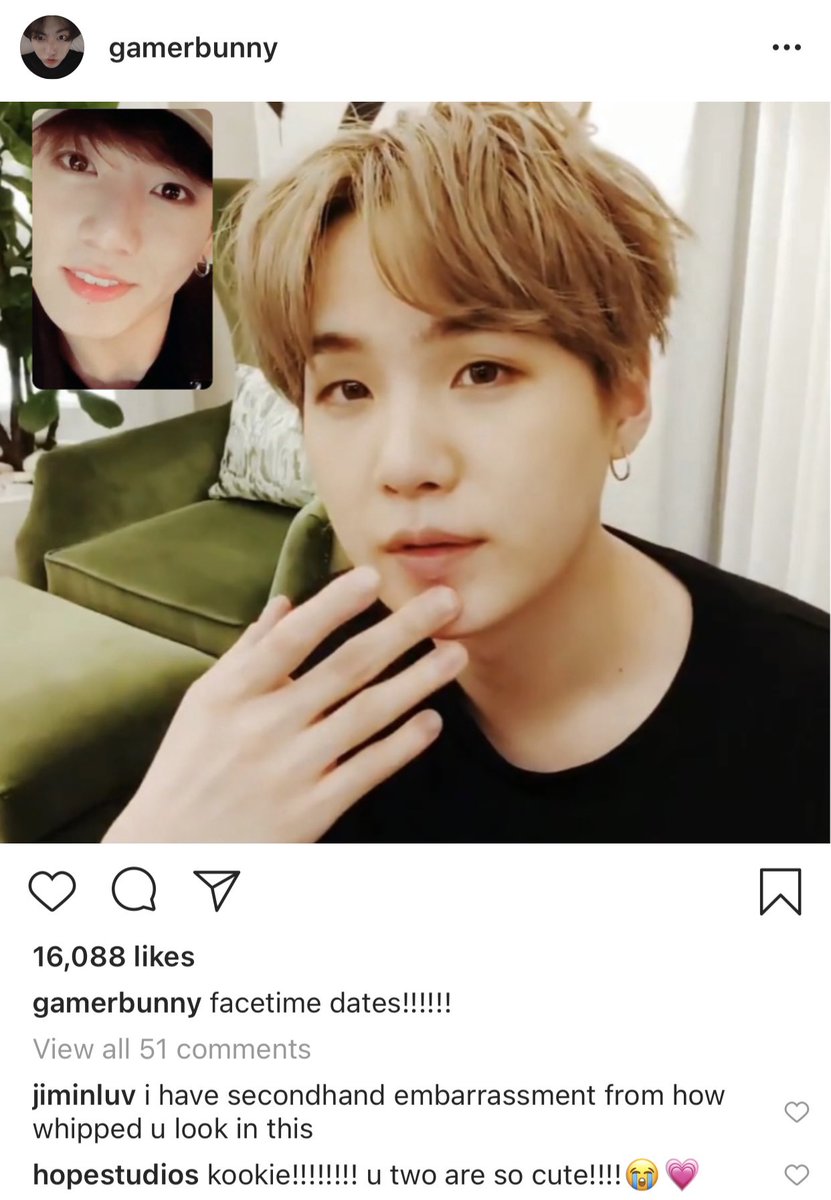 gamerbunny
16,088 likes
gamerbunny facetime dates!!!!!!
View all 51 comments
jiminluv i have secondhand embarrassment from how
whipped u look in this
hopestudios kookie!!!!!!!! u two are so cute!!!!😭💗